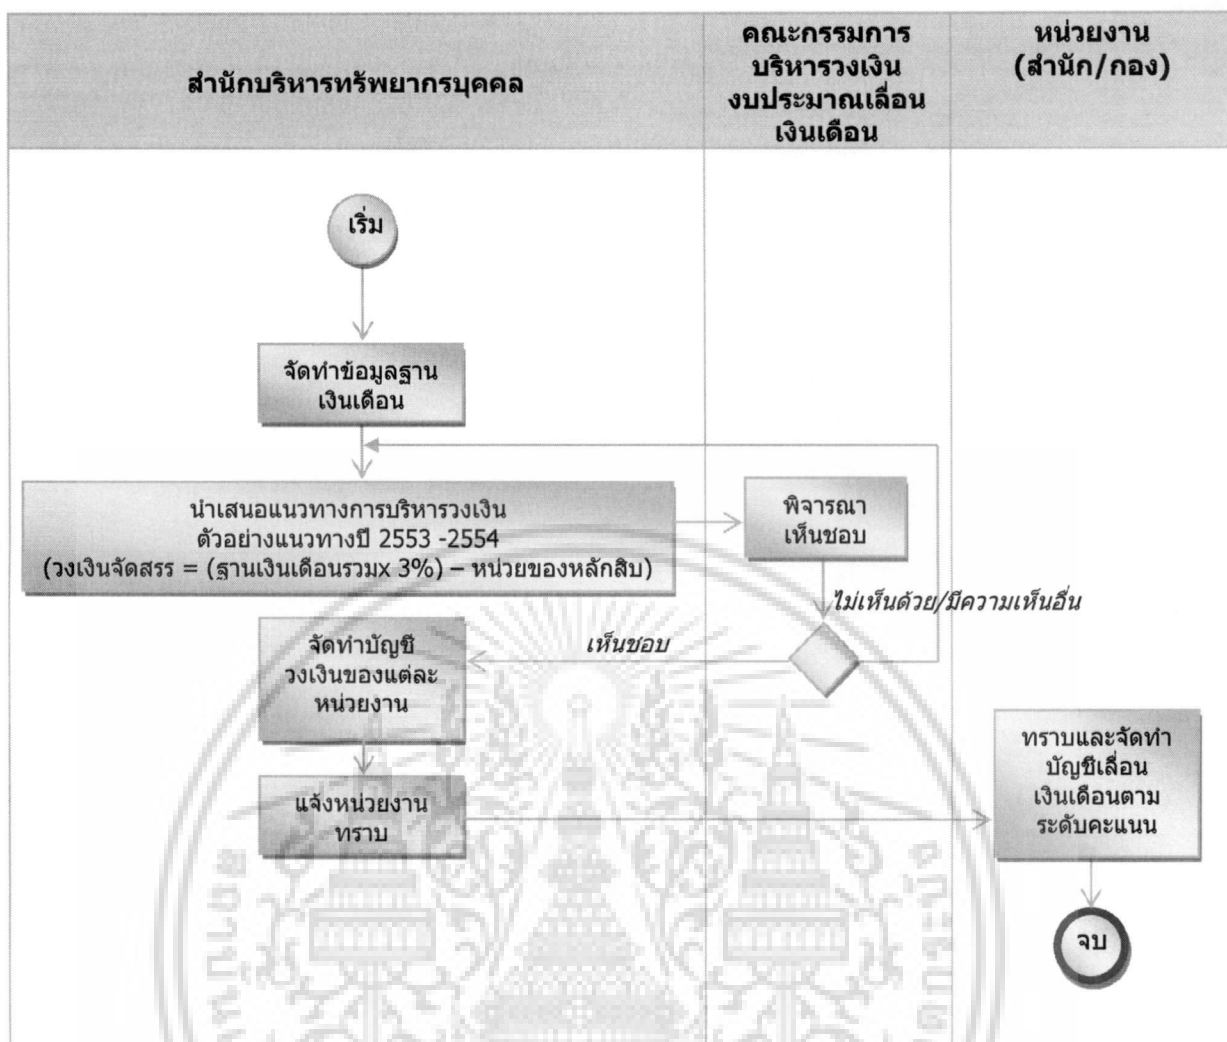 สำนักบริหารทรัพยากรบุคคล
คณะกรรมการ
บริหารวงเงิน
งบประมาณเลื่อน
เงินเดือน
หน่วยงาน
(สำนัก/กอง)
เริ่ม
จัดทำข้อมูลฐาน
เงินเดือน
นำเสนอแนวทางการบริหารวงเงิน
ตัวอย่างแนวทางปี 2553 -2554
(วงเงินจัดสรร = (ฐานเงินเดือนรวมx 3%) – หน่วยของหลักสิบ)
พิจารณา
เห็นชอบ
ไม่เห็นด้วย/มีความเห็นอื่น
เห็นชอบ
จัดทำบัญชี
วงเงินของแต่ละ
หน่วยงาน
แจ้งหน่วยงาน
ทราบ
ทราบและจัดทำ
บัญชีเลื่อน
เงินเดือนตาม
ระดับคะแนน
จบ